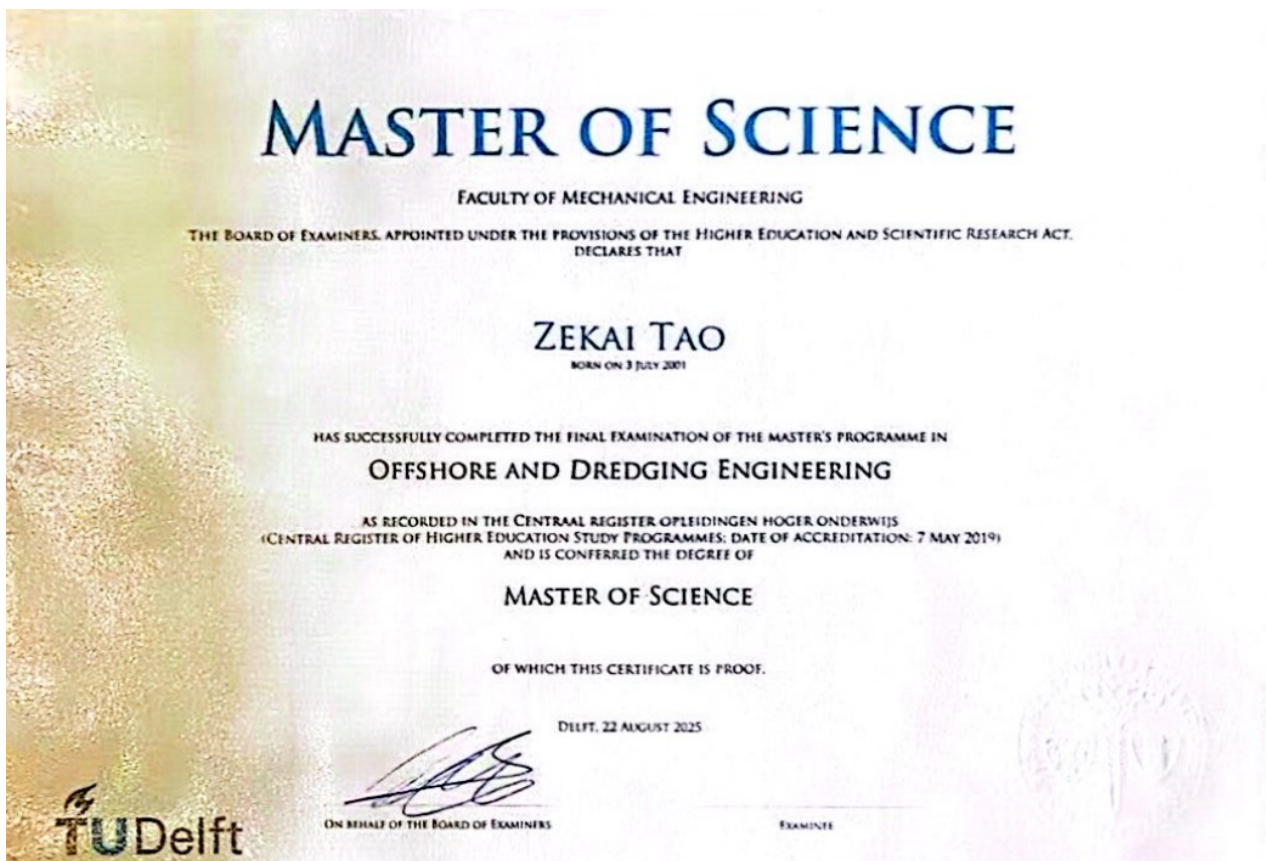 MASTER OF SCIENCE
FACULTY OF MECHANICAL ENGINEERING
THE BOARD OF EXAMINERS, APPOINTED UNDER THE PROVISIONS OF THE HIGHER EDUCATION AND SCIENTIFIC RESEARCH ACT,
DECLARES THAT
ZEKAI TAO
BORN ON 3 JULY 2001
HAS SUCCESSFULLY COMPLETED THE FINAL EXAMINATION OF THE MASTER'S PROGRAMME IN
OFFSHORE AND DREDGING ENGINEERING
AS RECORDED IN THE CENTRAAL REGISTER OPLEIDINGEN HOGER ONDERWIJS
(CENTRAL REGISTER OF HIGHER EDUCATION STUDY PROGRAMMES; DATE OF ACCREDITATION: 7 MAY 2019)
AND IS CONFERRED THE DEGREE OF
MASTER OF SCIENCE
OF WHICH THIS CERTIFICATE IS PROOF.
DELFT, 22 AUGUST 2025
ON BEHALF OF THE BOARD OF EXAMINERS
EXAMINEE
TUDelft